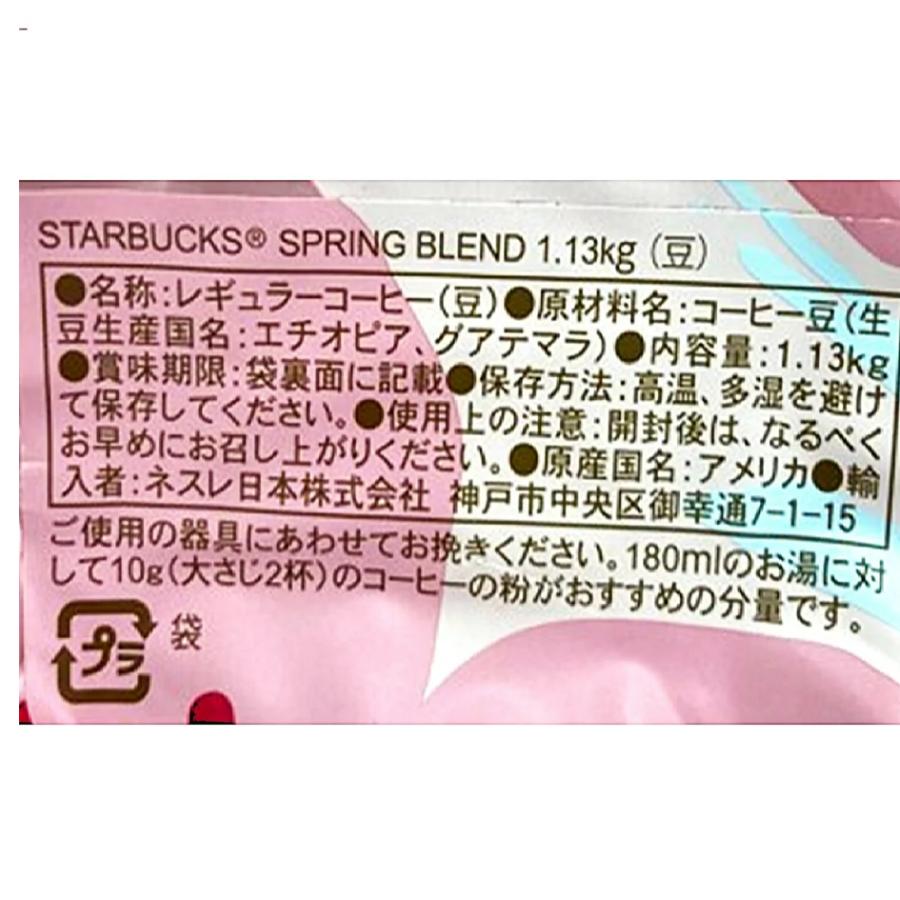 STARBUCKS® SPRING BLEND 1.13kg（豆）
●名称：レギュラーコーヒー（豆）●原材料名：コーヒー豆（生
豆生産国名：エチオピア、グアテマラ）●内容量：1.13kg
●賞味期限：袋裏面に記載●保存方法：高温、多湿を避け
て保存してください。●使用上の注意：開封後は、なるべく
お早めにお召し上がりください。●原産国名：アメリカ●輸
入者：ネスレ日本株式会社 神戸市中央区御幸通7-1-15
ご使用の器具にあわせてお挽きください。180mlのお湯に対
して10g（大さじ2杯）のコーヒーの粉がおすすめの分量です。
プラ 袋